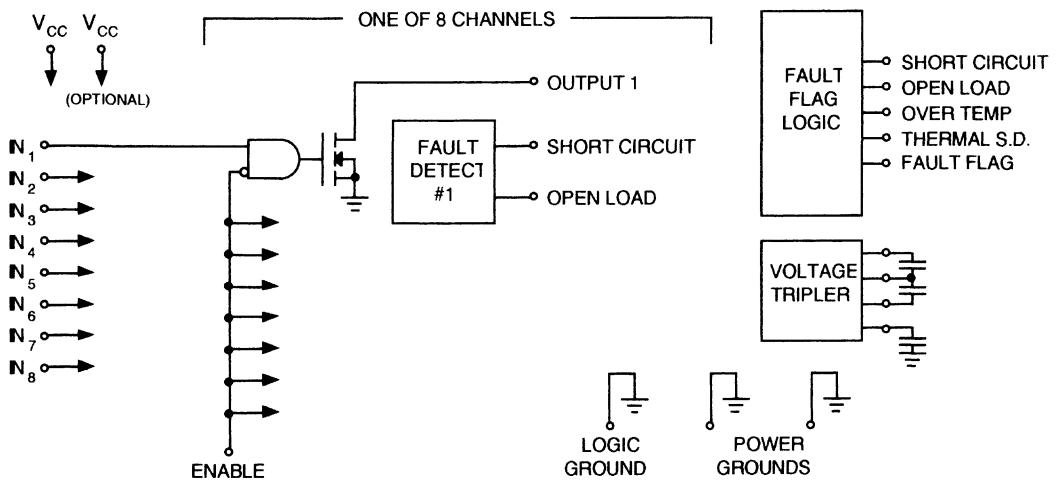 ONE OF 8 CHANNELS
VCC VCC
(OPTIONAL)
IN1
IN2
IN3
IN4
IN5
IN6
IN7
IN8
ENABLE
OUTPUT 1
FAULT
DETECT
#1
SHORT CIRCUIT
OPEN LOAD
FAULT
FLAG
LOGIC
SHORT CIRCUIT
OPEN LOAD
OVER TEMP
THERMAL S.D.
FAULT FLAG
VOLTAGE
TRIPLER
LOGIC
GROUND
POWER
GROUNDS